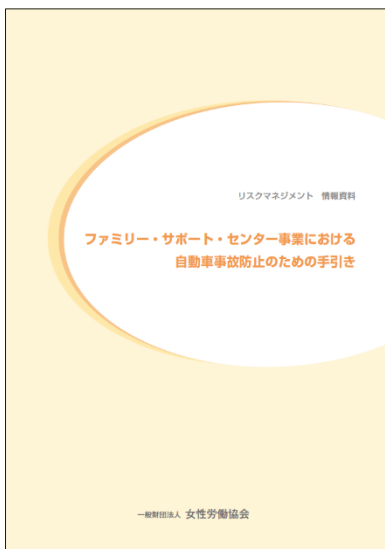 リスクマネジメント 情報資料
ファミリー・サポート・センター事業における
自動車事故防止のための手引き
一般財団法人 女性労働協会